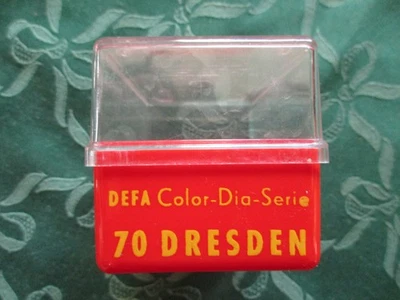 DEFA Color-Dia-Serie
70 DRESDEN